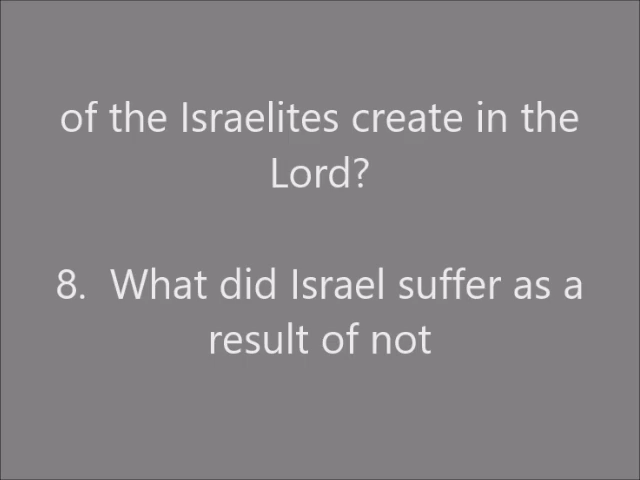 of the Israelites create in the
Lord?
8.  What did Israel suffer as a
result of not